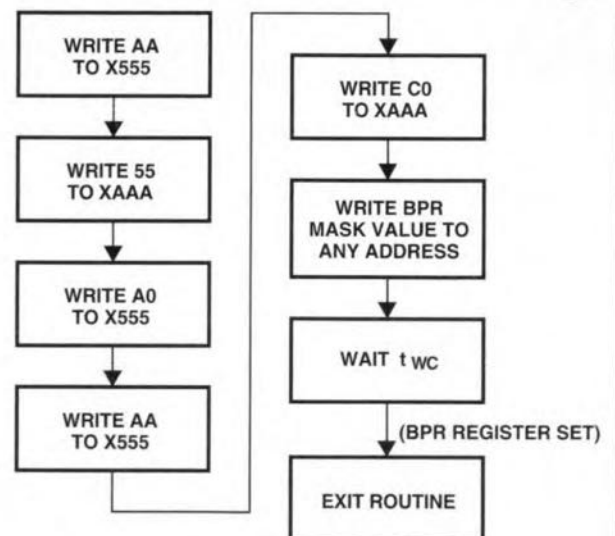 WRITE AA
TO X555
WRITE 55
TO XAAA
WRITE A0
TO X555
WRITE AA
TO X555
WRITE C0
TO XAAA
WRITE BPR
MASK VALUE TO
ANY ADDRESS
WAIT t WC
(BPR REGISTER SET)
EXIT ROUTINE